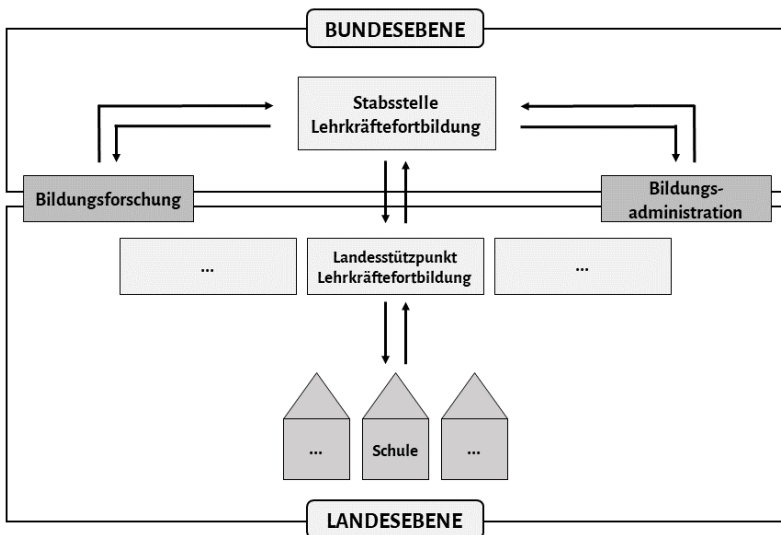 BUNDESEBENE
Stabsstelle
Lehrkräftefortbildung
Bildungsforschung
Bildungs-
administration
...
Landesstützpunkt
Lehrkräftefortbildung
...
...
Schule
...
LANDESEBENE